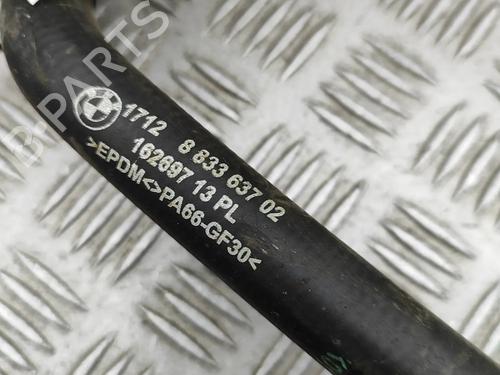 B-PARTS
1712 8 833 637 02
162697 13 PL
>EPDM<>PA66-GF30<